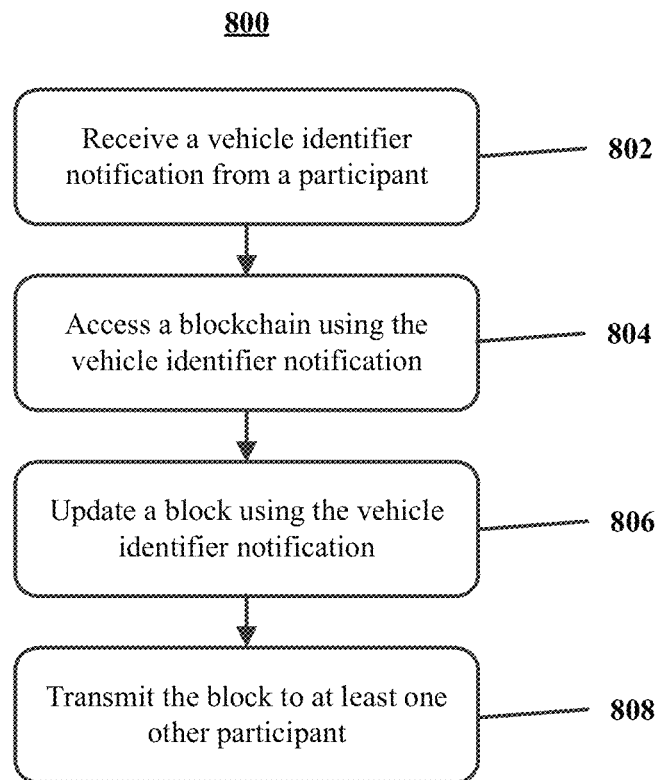 800
Receive a vehicle identifier
notification from a participant
802
Access a blockchain using the
vehicle identifier notification
804
Update a block using the vehicle
identifier notification
806
Transmit the block to at least one
other participant
808